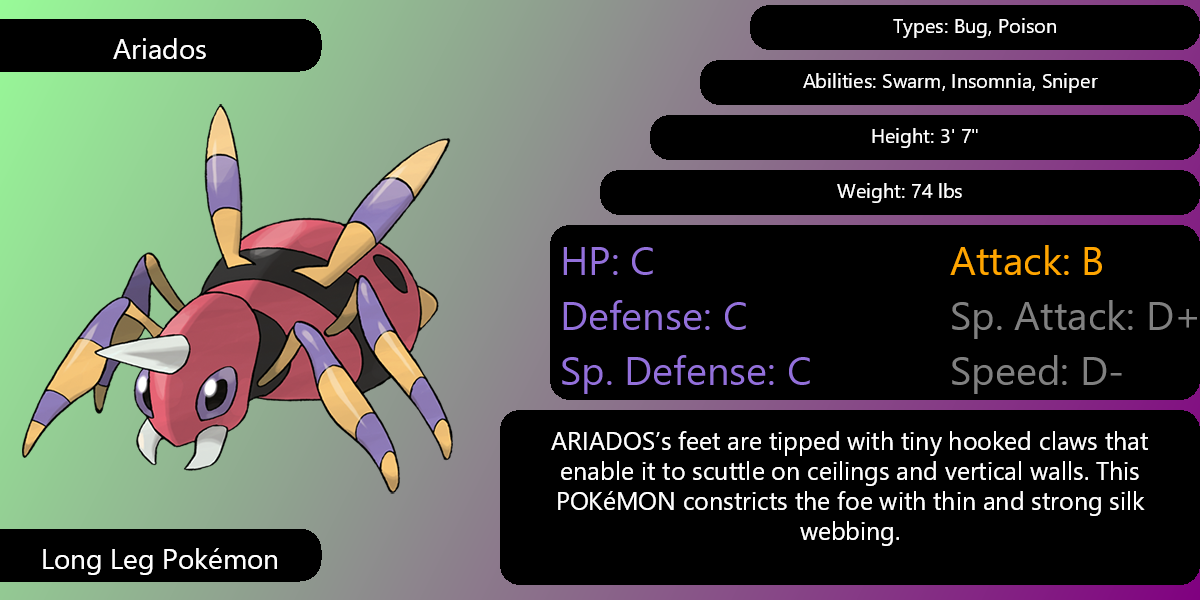 Ariados
Types: Bug, Poison
Abilities: Swarm, Insomnia, Sniper
Height: 3' 7"
Weight: 74 lbs
HP: C
Attack: B
Defense: C
Sp. Attack: D+
Sp. Defense: C
Speed: D-
ARIADOS’s feet are tipped with tiny hooked claws that
enable it to scuttle on ceilings and vertical walls. This
POKéMON constricts the foe with thin and strong silk
webbing.
Long Leg Pokémon